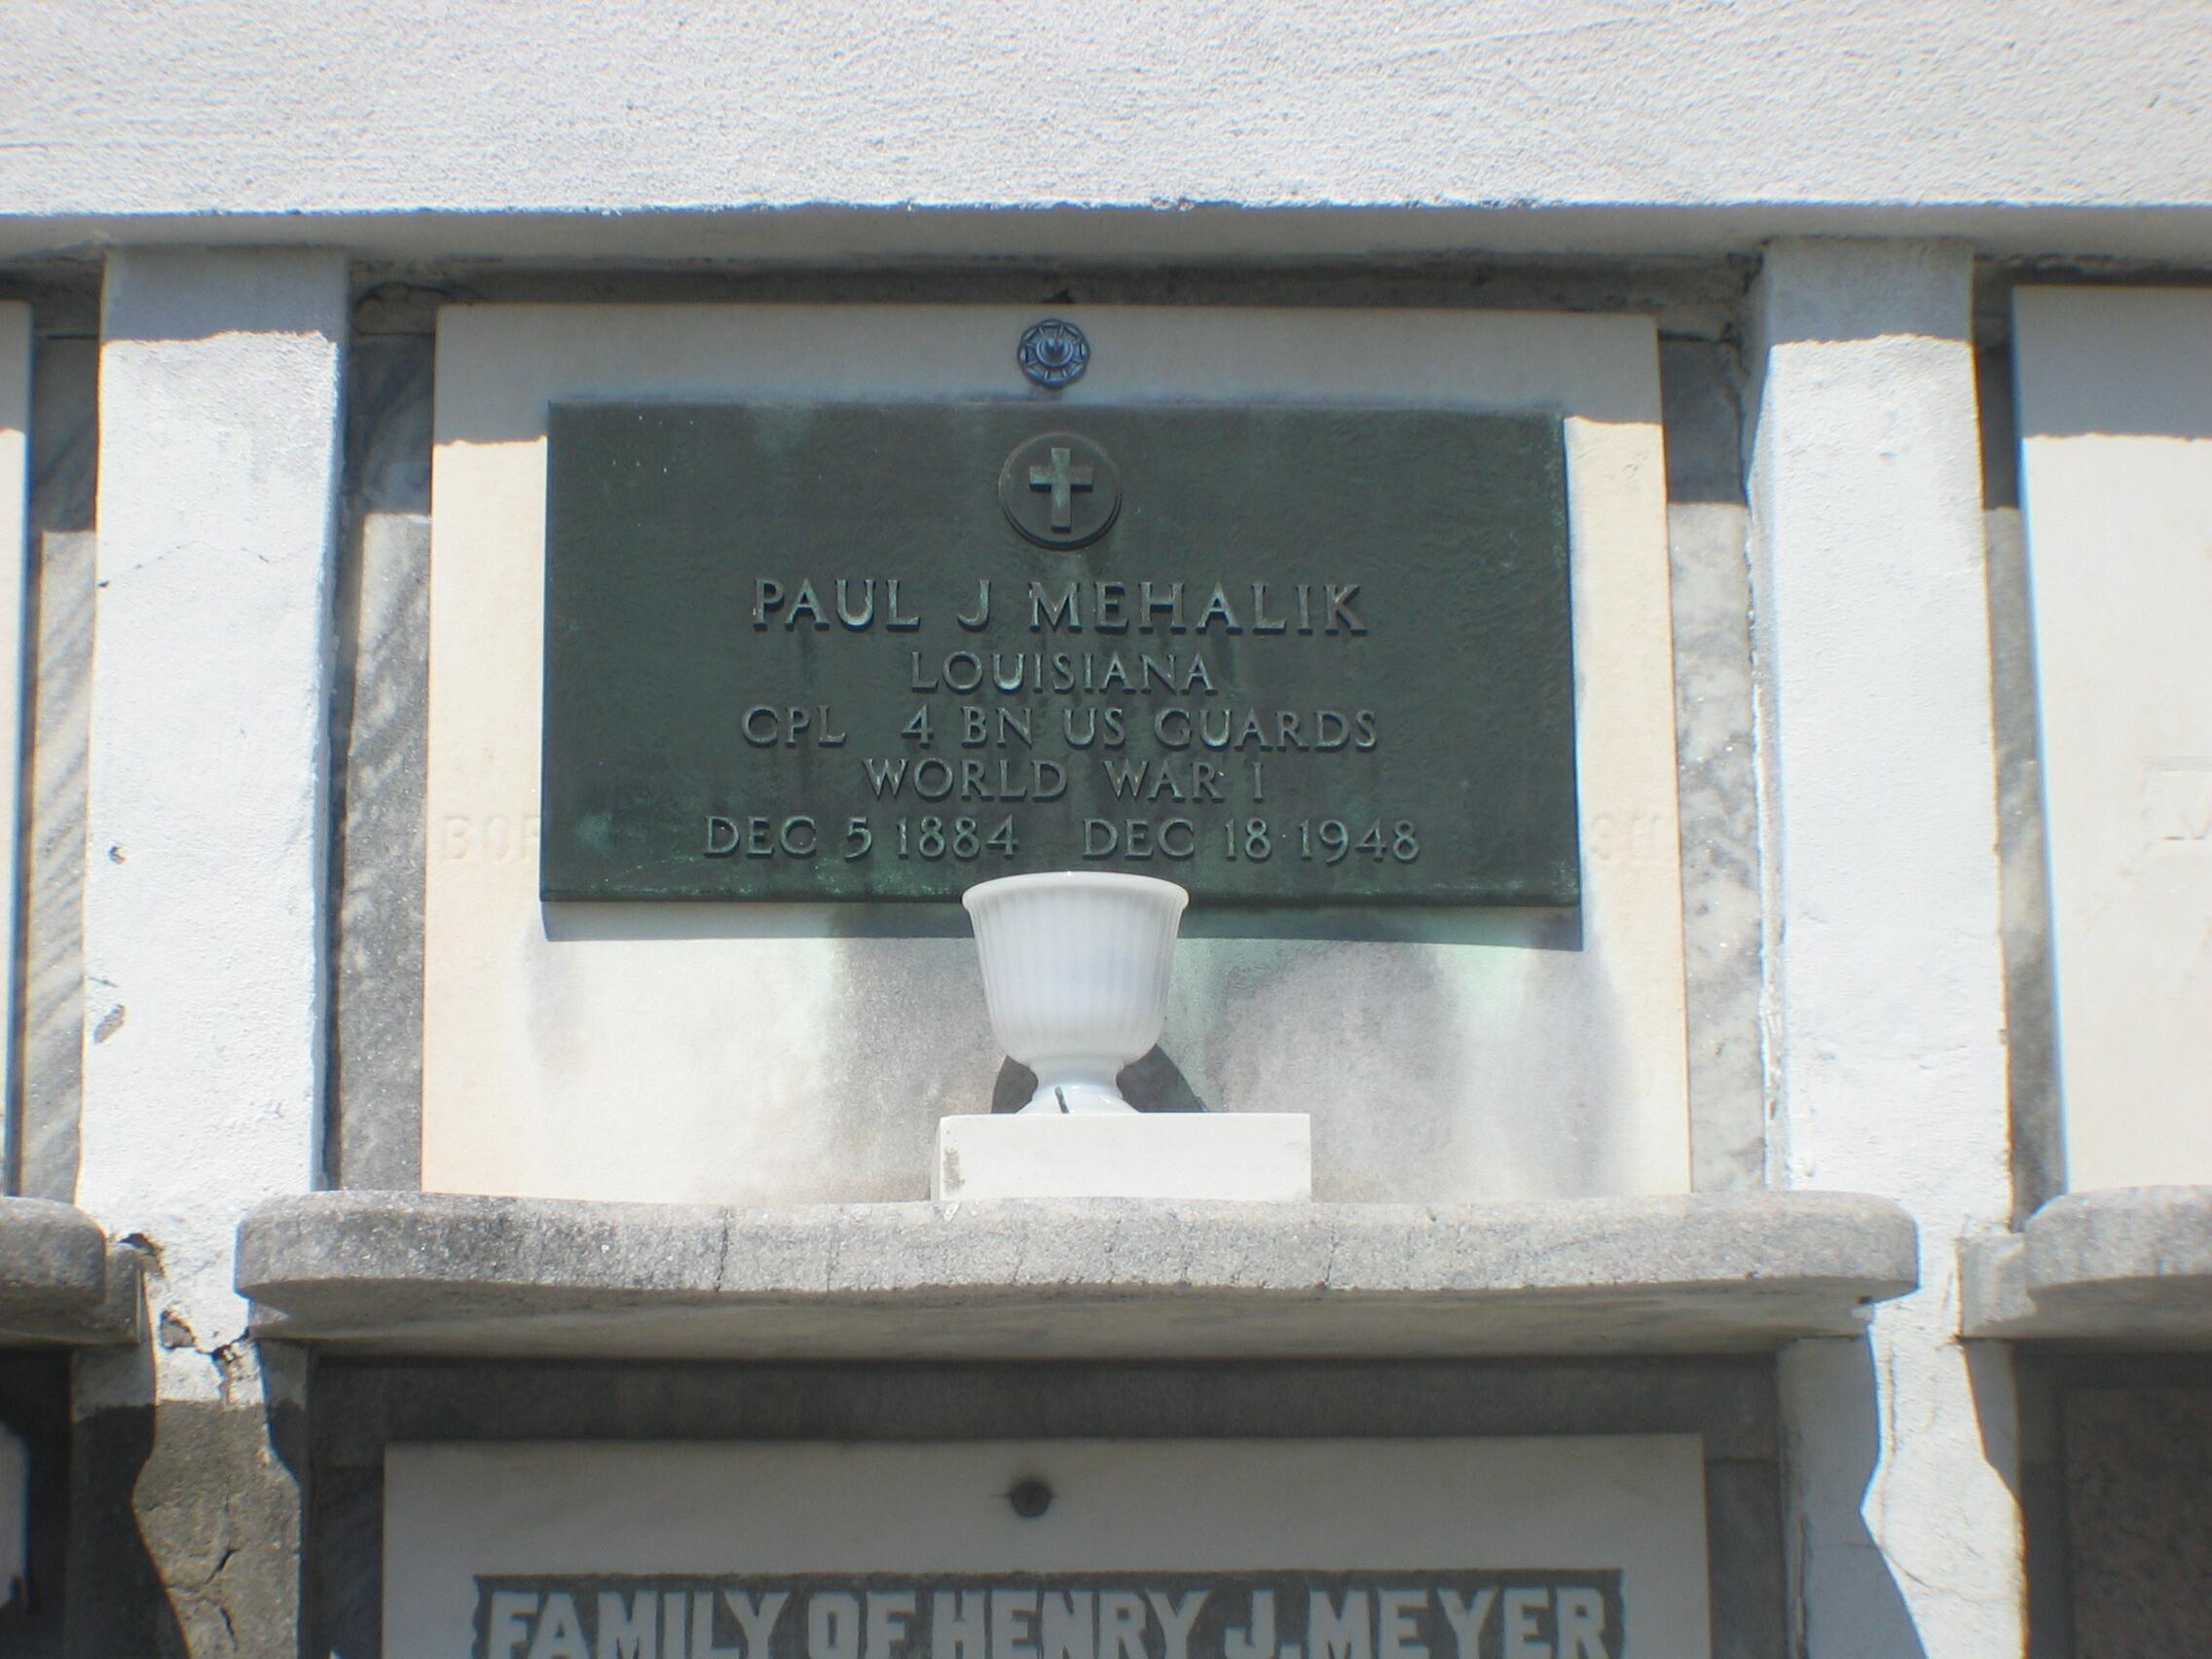 PAUL J MEHALIK
LOUISIANA
CPL 4 BN US GUARDS
WORLD WAR I
DEC 5 1884 DEC 18 1948
FAMILY OF HENRY J. MEYER